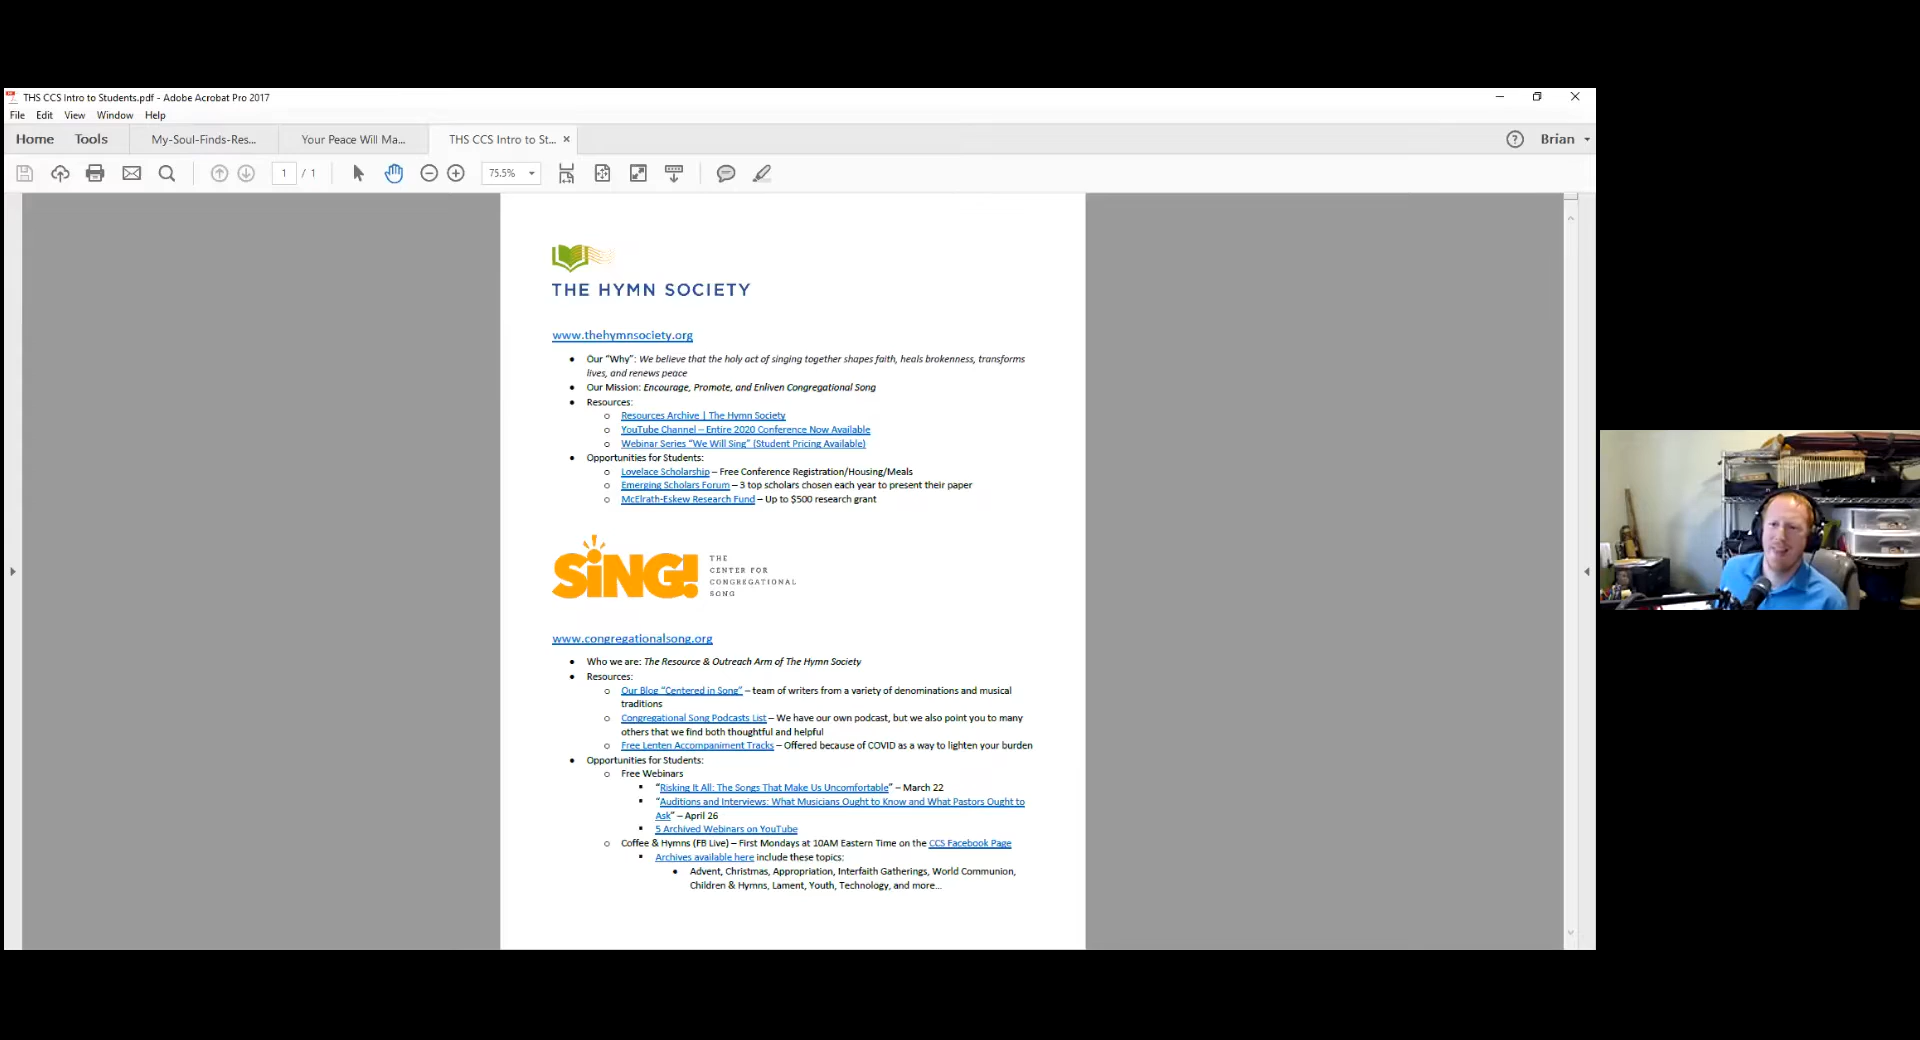 THS CCS Intro to Students.pdf - Adobe Acrobat Pro 2017
File Edit View Window Help
Home Tools My-Soul-Finds-Res... Your Peace Will Ma... THS CCS Intro to St... × ? Brian
1 / 1 75.5%
THE HYMN SOCIETY
www.thehymnsociety.org
• Our “Why”: We believe that the holy act of singing together shapes faith, heals brokenness, transforms
lives, and renews peace
• Our Mission: Encourage, Promote, and Enliven Congregational Song
• Resources:
o Resources Archive | The Hymn Society
o YouTube Channel – Entire 2020 Conference Now Available
o Webinar Series “We Will Sing” (Student Pricing Available)
• Opportunities for Students:
o Lovelace Scholarship – Free Conference Registration/Housing/Meals
o Emerging Scholars Forum – 3 top scholars chosen each year to present their paper
o McElrath-Eskew Research Fund – Up to $500 research grant
SiNG!
THE
CENTER FOR
CONGREGATIONAL
SONG
www.congregationalsong.org
• Who we are: The Resource & Outreach Arm of The Hymn Society
• Resources:
o Our Blog “Centered in Song” – team of writers from a variety of denominations and musical
traditions
o Congregational Song Podcasts List – We have our own podcast, but we also point you to many
others that we find both thoughtful and helpful
o Free Lenten Accompaniment Tracks – Offered because of COVID as a way to lighten your burden
• Opportunities for Students:
o Free Webinars
▪ “Risking It All: The Songs That Make Us Uncomfortable” – March 22
▪ “Auditions and Interviews: What Musicians Ought to Know and What Pastors Ought to
Ask” – April 26
▪ 5 Archived Webinars on YouTube
o Coffee & Hymns (FB Live) – First Mondays at 10AM Eastern Time on the CCS Facebook Page
▪ Archives available here include these topics:
• Advent, Christmas, Appropriation, Interfaith Gatherings, World Communion,
Children & Hymns, Lament, Youth, Technology, and more...